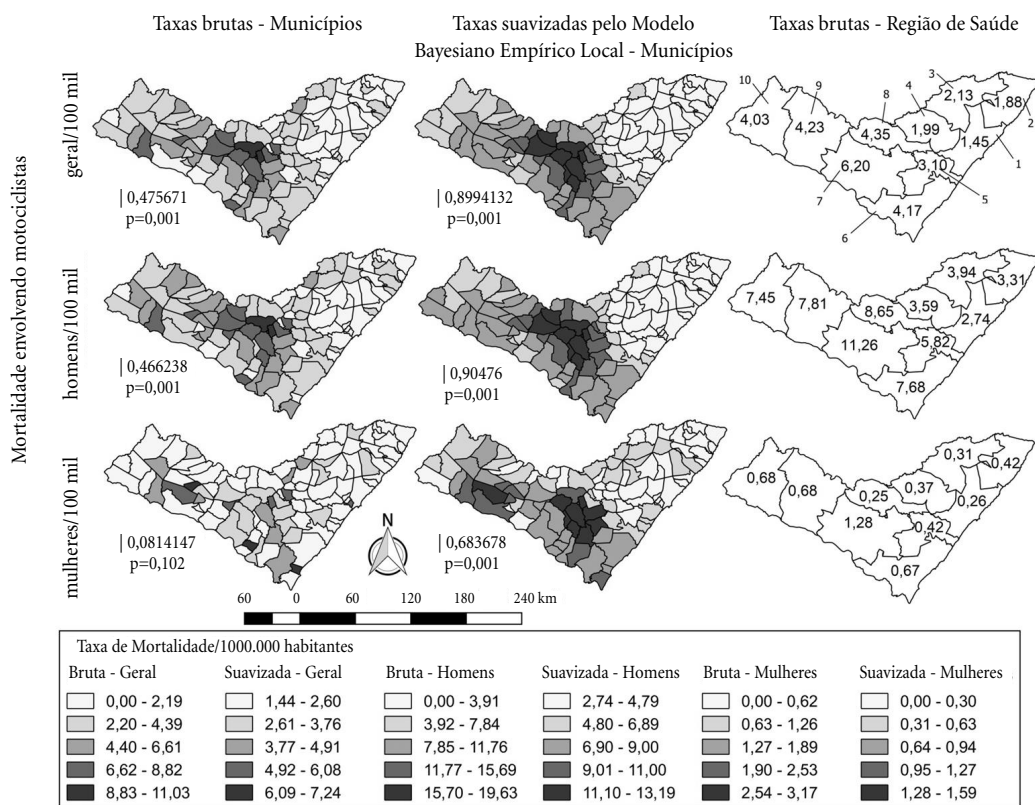 Taxas brutas - Municípios
Taxas suavizadas pelo Modelo
Bayesiano Empírico Local - Municípios
Taxas brutas - Região de Saúde
Mortalidade envolvendo motociclistas
geral/100 mil
| 0,475671
p=0,001
| 0,8994132
p=0,001
10
9
8
4
3
2
1
5
7
6
4,03
4,23
4,35
1,99
2,13
1,88
1,45
6,20
3,10
4,17
homens/100 mil
| 0,466238
p=0,001
| 0,90476
p=0,001
7,45
7,81
8,65
3,59
3,94
3,31
2,74
11,26
5,82
7,68
mulheres/100 mil
| 0,0814147
p=0,102
| 0,683678
p=0,001
0,68
0,68
0,25
0,37
0,31
0,42
0,26
1,28
0,42
0,67
N
60 0 60 120 180 240 km
Taxa de Mortalidade/1000.000 habitantes
Bruta - Geral Suavizada - Geral Bruta - Homens Suavizada - Homens Bruta - Mulheres Suavizada - Mulheres
0,00 - 2,19 1,44 - 2,60 0,00 - 3,91 2,74 - 4,79 0,00 - 0,62 0,00 - 0,30
2,20 - 4,39 2,61 - 3,76 3,92 - 7,84 4,80 - 6,89 0,63 - 1,26 0,31 - 0,63
4,40 - 6,61 3,77 - 4,91 7,85 - 11,76 6,90 - 9,00 1,27 - 1,89 0,64 - 0,94
6,62 - 8,82 4,92 - 6,08 11,77 - 15,69 9,01 - 11,00 1,90 - 2,53 0,95 - 1,27
8,83 - 11,03 6,09 - 7,24 15,70 - 19,63 11,10 - 13,19 2,54 - 3,17 1,28 - 1,59